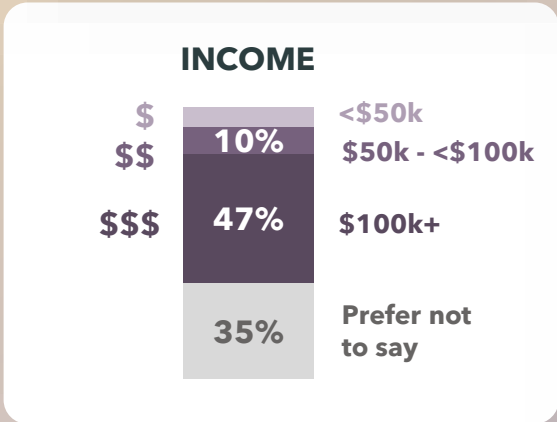 INCOME
$ <$50k
$$ 10% $50k - <$100k
$$$ 47% $100k+
35% Prefer not
to say